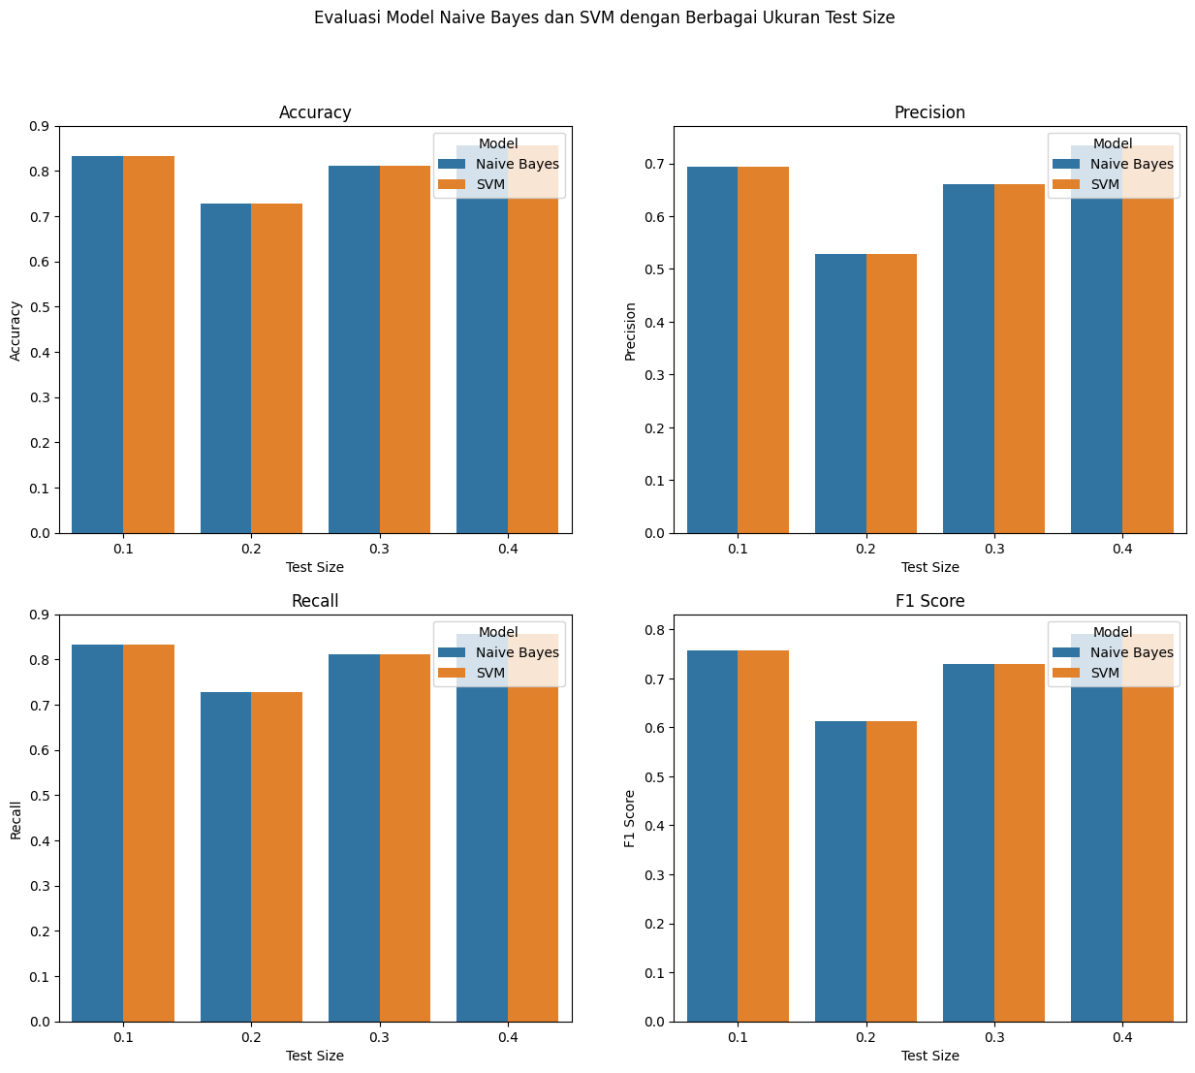 Evaluasi Model Naive Bayes dan SVM dengan Berbagai Ukuran Test Size
Accuracy
Accuracy
0.9
0.8
0.7
0.6
0.5
0.4
0.3
0.2
0.1
0.0
Model
Naive Bayes
SVM
0.1 0.2 0.3 0.4
Test Size
Precision
Precision
0.7
0.6
0.5
0.4
0.3
0.2
0.1
0.0
Model
Naive Bayes
SVM
0.1 0.2 0.3 0.4
Test Size
Recall
Recall
0.9
0.8
0.7
0.6
0.5
0.4
0.3
0.2
0.1
0.0
Model
Naive Bayes
SVM
0.1 0.2 0.3 0.4
Test Size
F1 Score
F1 Score
0.8
0.7
0.6
0.5
0.4
0.3
0.2
0.1
0.0
Model
Naive Bayes
SVM
0.1 0.2 0.3 0.4
Test Size